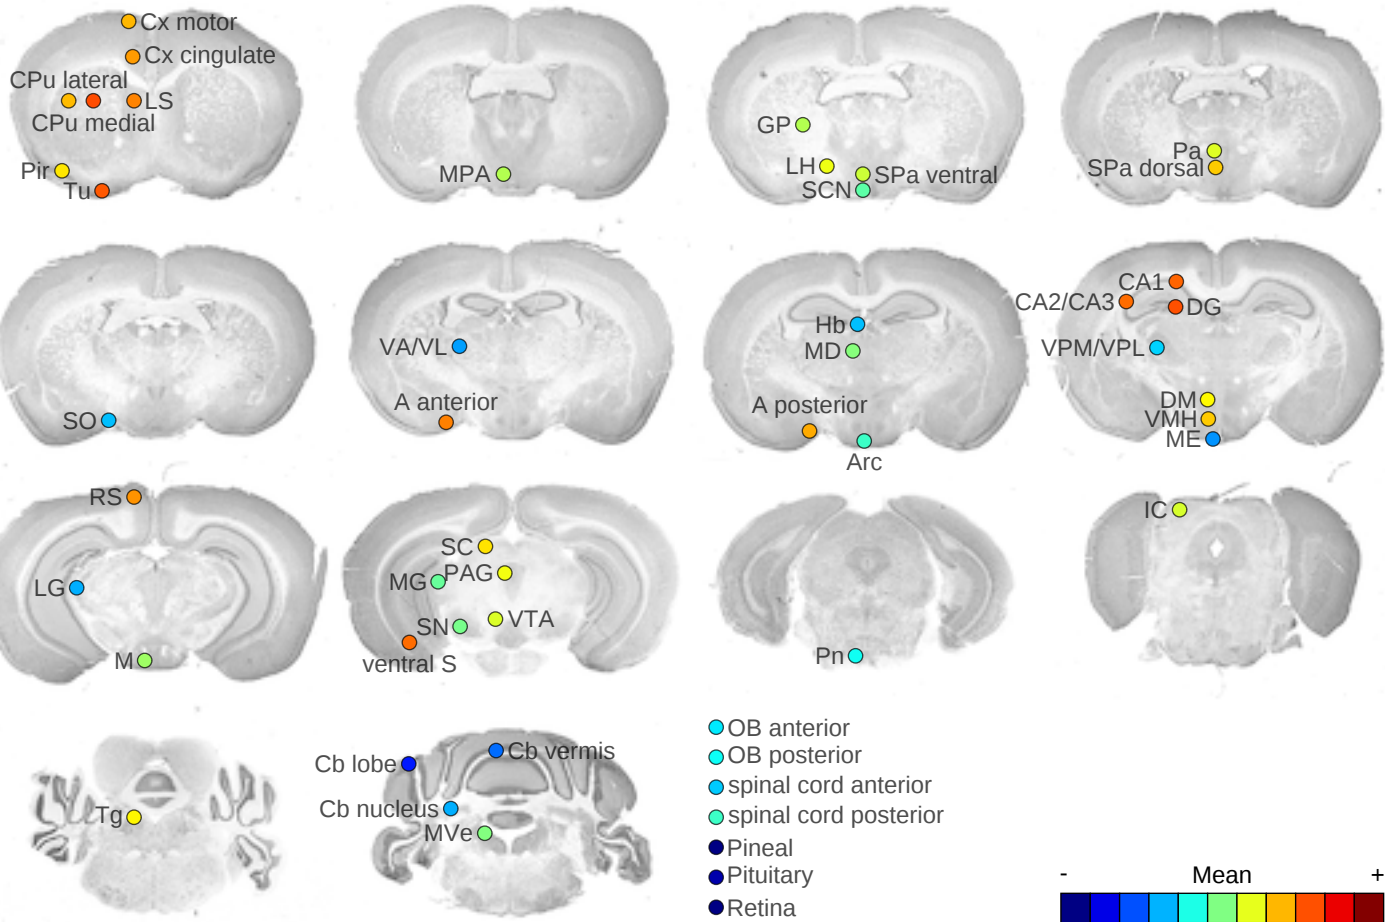 Cx motor
Cx cingulate
CPu lateral
LS
CPu medial
Pir
Tu
MPA
GP
LH
SPa ventral
SCN
Pa
SPa dorsal
SO
VA/VL
A anterior
Hb
MD
A posterior
Arc
CA1
CA2/CA3
DG
VPM/VPL
DM
VMH
ME
RS
LG
M
SC
PAG
MG
VTA
SN
ventral S
Pn
IC
Tg
Cb lobe
Cb vermis
Cb nucleus
MVe
OB anterior
OB posterior
spinal cord anterior
spinal cord posterior
Pineal
Pituitary
Retina
- Mean +